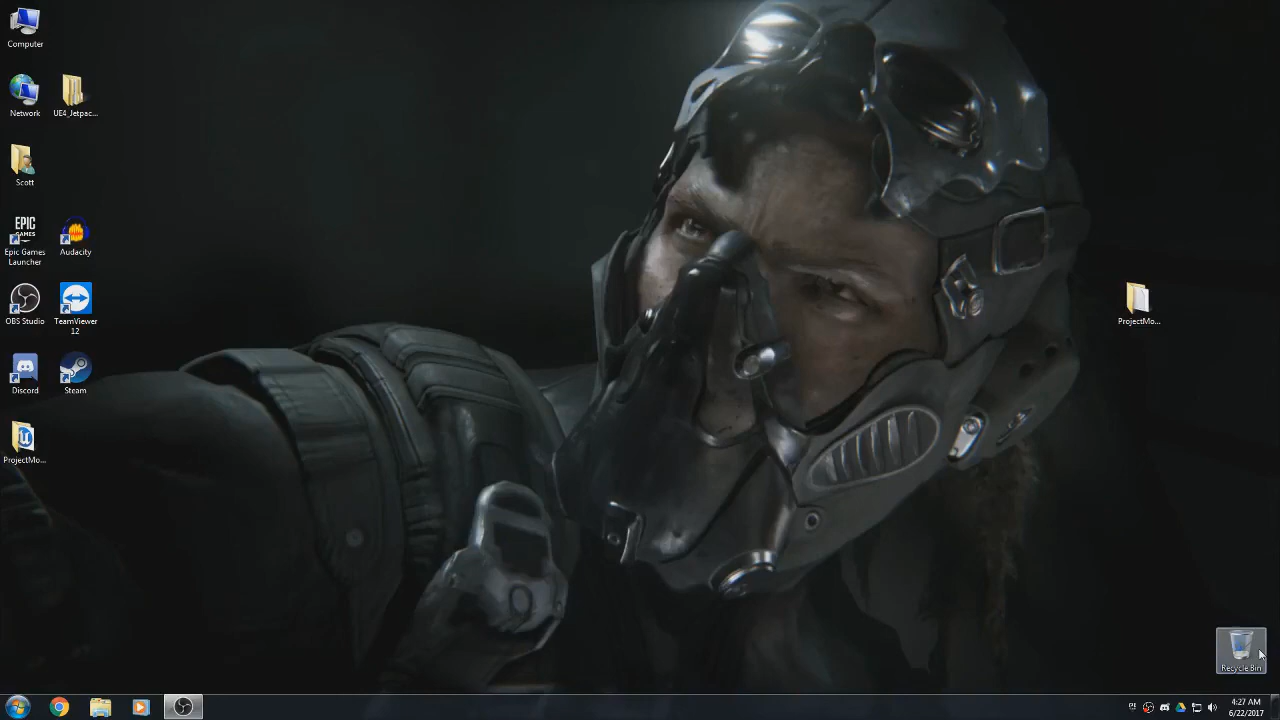 Computer
Network
UE4_Jetpac...
Scott
EPIC
GAMES
Epic Games
Launcher
Audacity
OBS Studio
TeamViewer
12
Discord
Steam
ProjectMo...
ProjectMo...
Recycle Bin
4:27 AM
6/22/2017